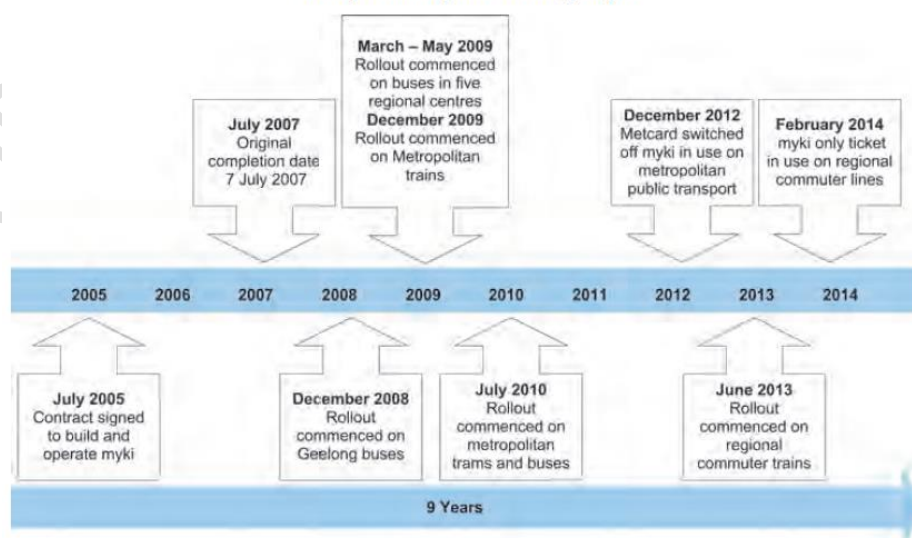 March – May 2009
Rollout commenced
on buses in five
regional centres
December 2009
Rollout commenced
on Metropolitan
trains
July 2007
Original
completion date
7 July 2007
December 2012
Metcard switched
off myki in use on
metropolitan
public transport
February 2014
myki only ticket
in use on regional
commuter lines
2005 2006 2007 2008 2009 2010 2011 2012 2013 2014
July 2005
Contract signed
to build and
operate myki
December 2008
Rollout
commenced on
Geelong buses
July 2010
Rollout
commenced on
metropolitan
trams and buses
June 2013
Rollout
commenced on
regional
commuter trains
9 Years